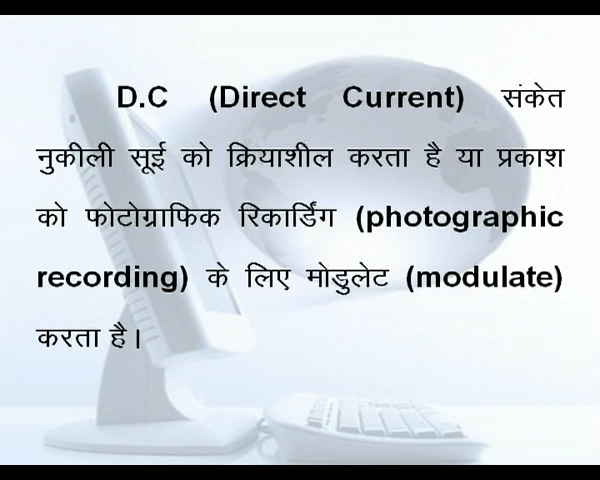 D.C (Direct Current) संकेत
नुकीली सूई को क्रियाशील करता है या प्रकाश
को फोटोग्राफिक रिकार्डिंग (photographic
recording) के लिए मोडुलेट (modulate)
करता है।